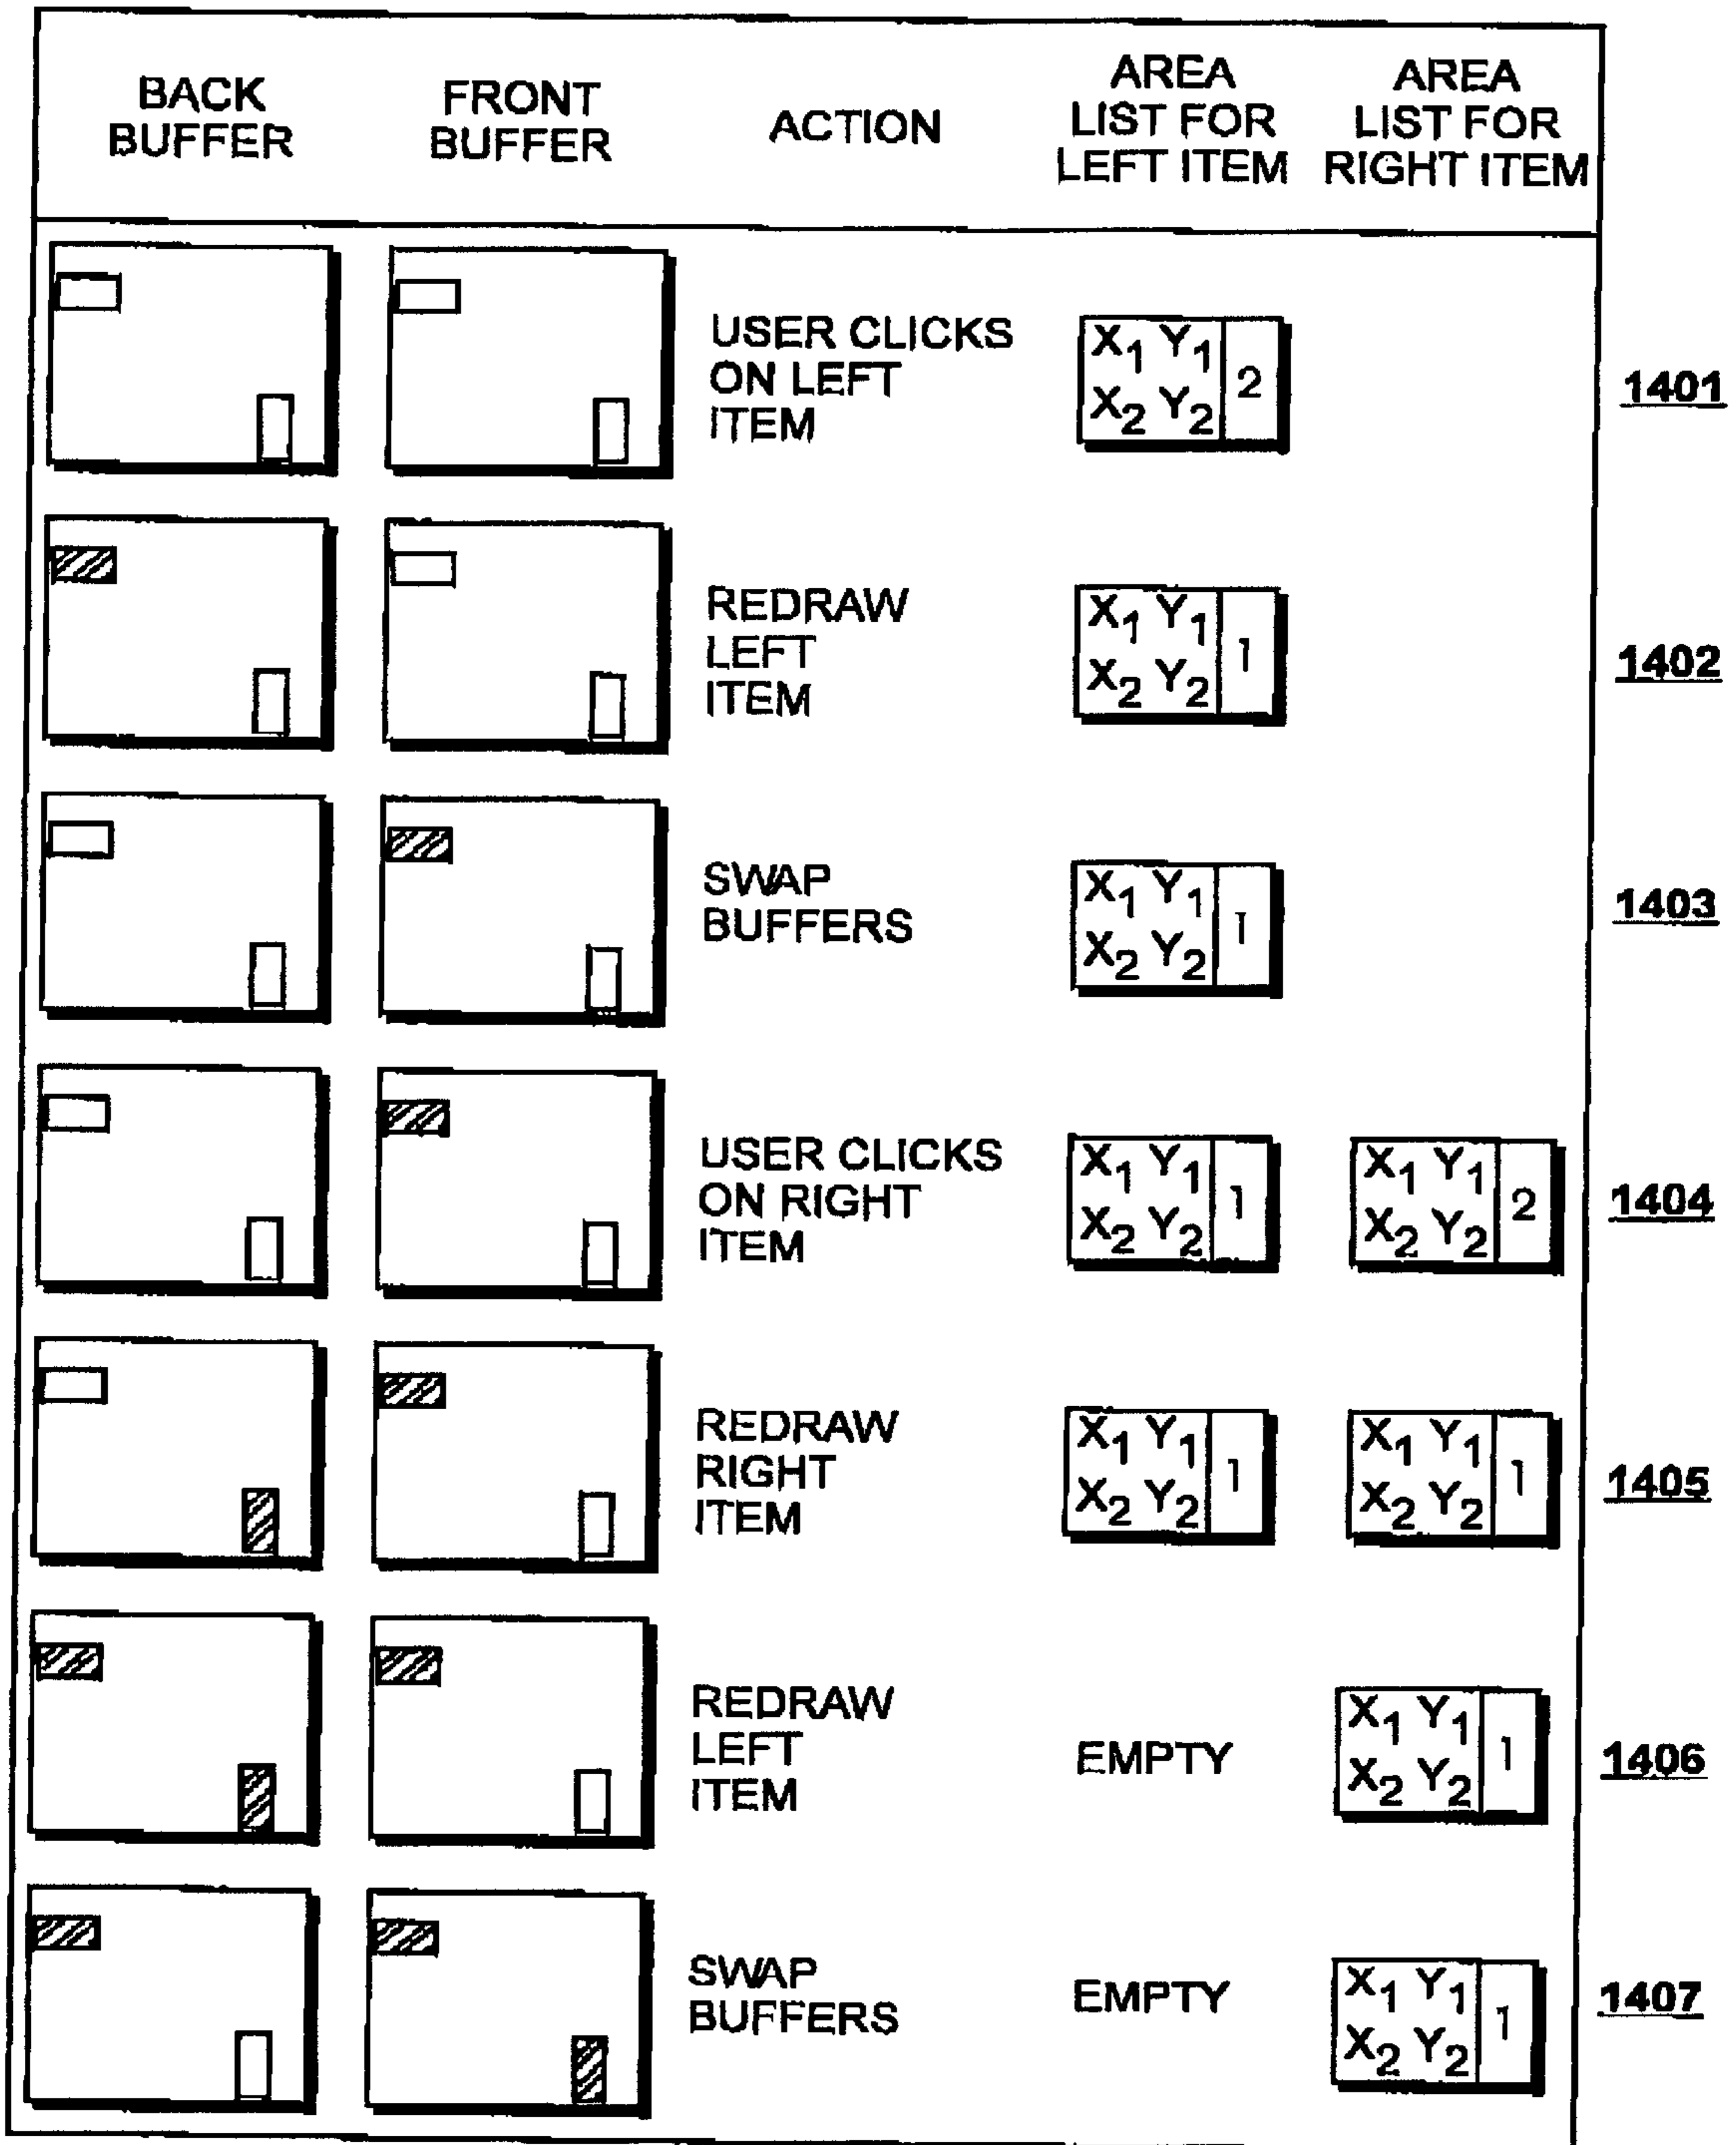 BACK
BUFFER
FRONT
BUFFER
ACTION
AREA
LIST FOR
LEFT ITEM
AREA
LIST FOR
RIGHT ITEM
USER CLICKS
ON LEFT
ITEM
X1 Y1
X2 Y2
2
1401
REDRAW
LEFT
ITEM
X1 Y1
X2 Y2
1
1402
SWAP
BUFFERS
X1 Y1
X2 Y2
1
1403
USER CLICKS
ON RIGHT
ITEM
X1 Y1
X2 Y2
1
X1 Y1
X2 Y2
2
1404
REDRAW
RIGHT
ITEM
X1 Y1
X2 Y2
1
X1 Y1
X2 Y2
1
1405
REDRAW
LEFT
ITEM
EMPTY
X1 Y1
X2 Y2
1
1406
SWAP
BUFFERS
EMPTY
X1 Y1
X2 Y2
1
1407